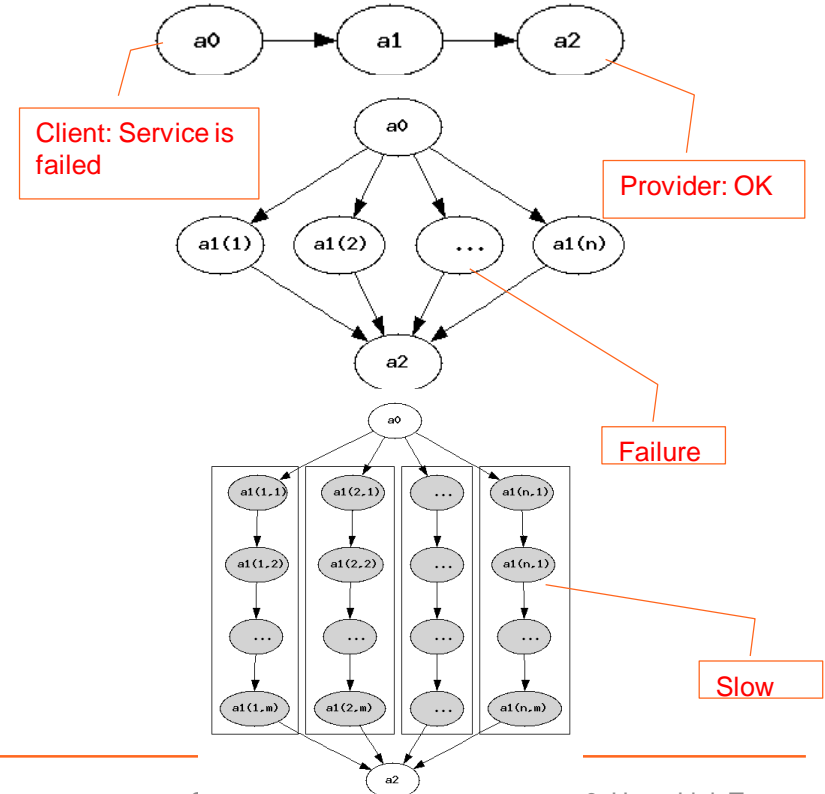 a0 a1 a2
Client: Service is
failed
a0
Provider: OK
a1(1) a1(2) ... a1(n)
a2
a0
Failure
a1(1,1) a1(2,1) ... a1(n,1)
a1(1,2) a1(2,2) ... a1(n,1)
... ... ... ...
Slow
a1(1,m) a1(2,m) ... a1(n,m)
a2